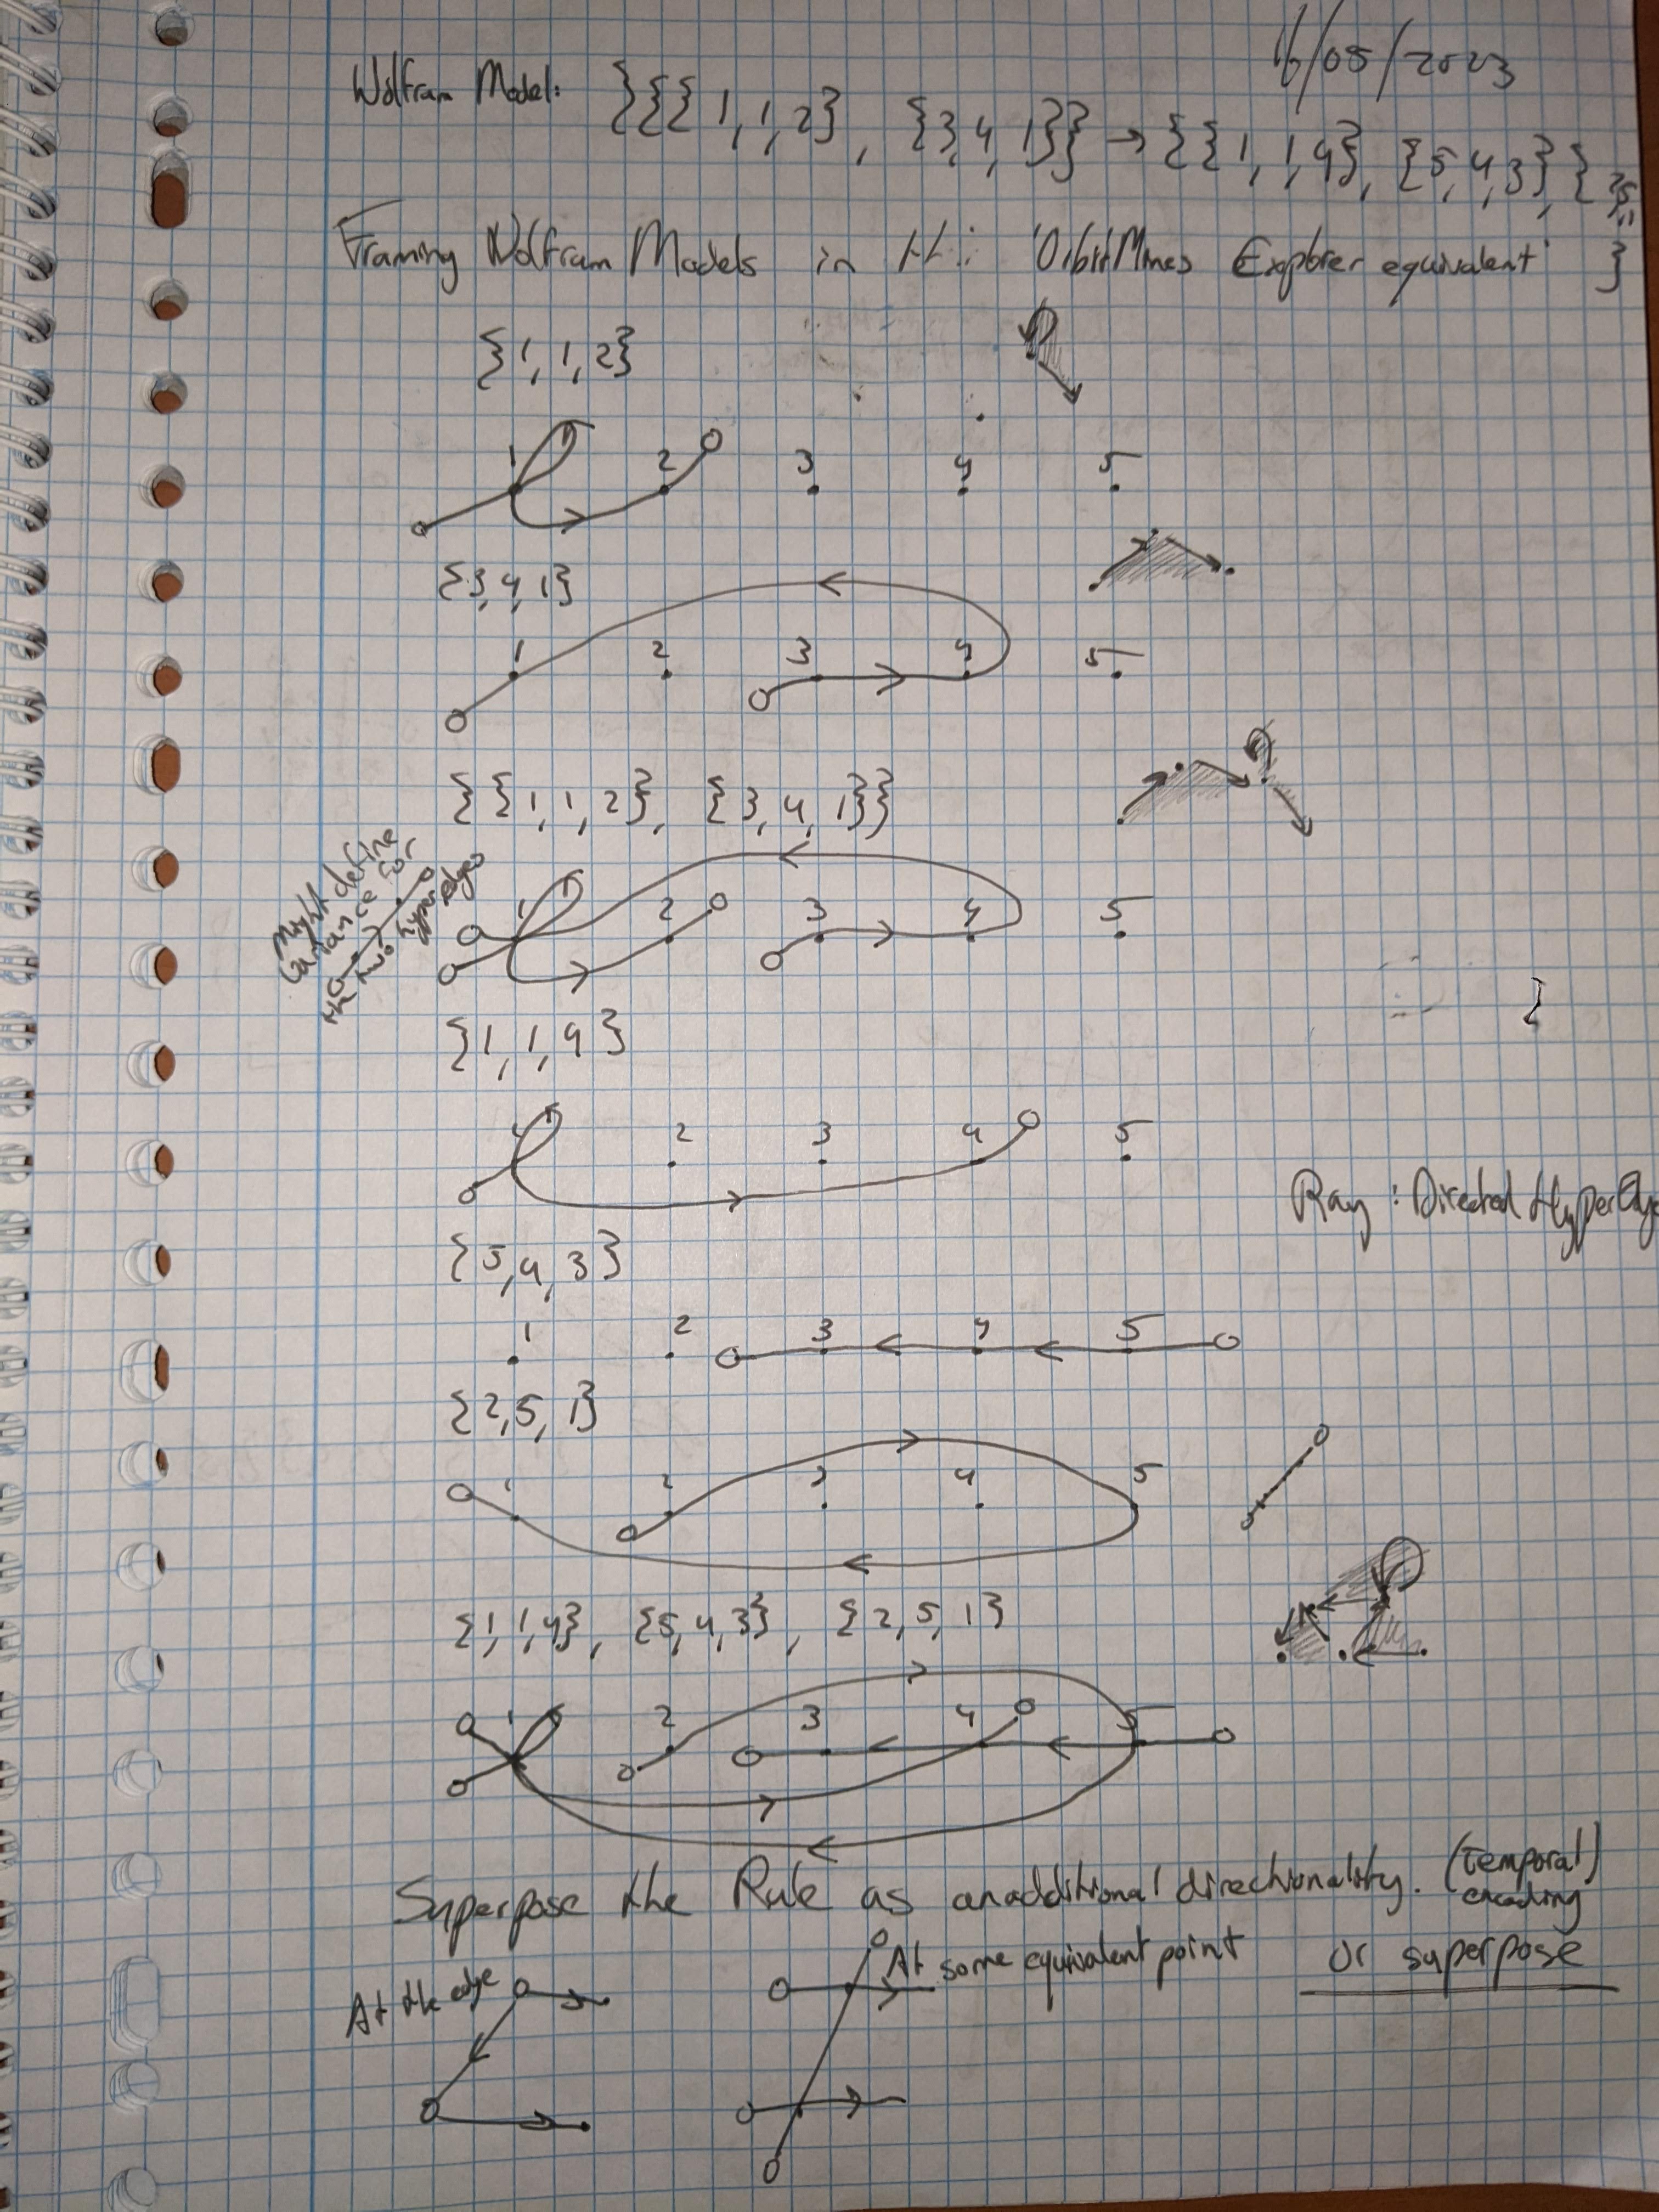 16/05/2023
Wolfram Model: {{{1,1,2}, {3,4,1}} → {{1,1,4}, {5,4,3}, {2,5,1}
}
Framing Wolfram Models in it: 'OrbitMines Explorer equivalent'
{1,1,2}
1 2 3 4 5
{3,4,1}
1 2 3 4 5
{{1,1,2}, {3,4,1}}
Might define
variance for
the two hyperedges
1 2 3 4 5
{1,1,4}
1 2 3 4 5
Ray: Directed HyperEdge
{5,4,3}
1 2 3 4 5
{2,5,1}
1 2 3 4 5
{1,1,4}, {5,4,3}, {2,5,1}
1 2 3 4 5
Superpose the Rule as an additional directionality. (temporal)
encoding
At the edge
At some equivalent point
or superpose